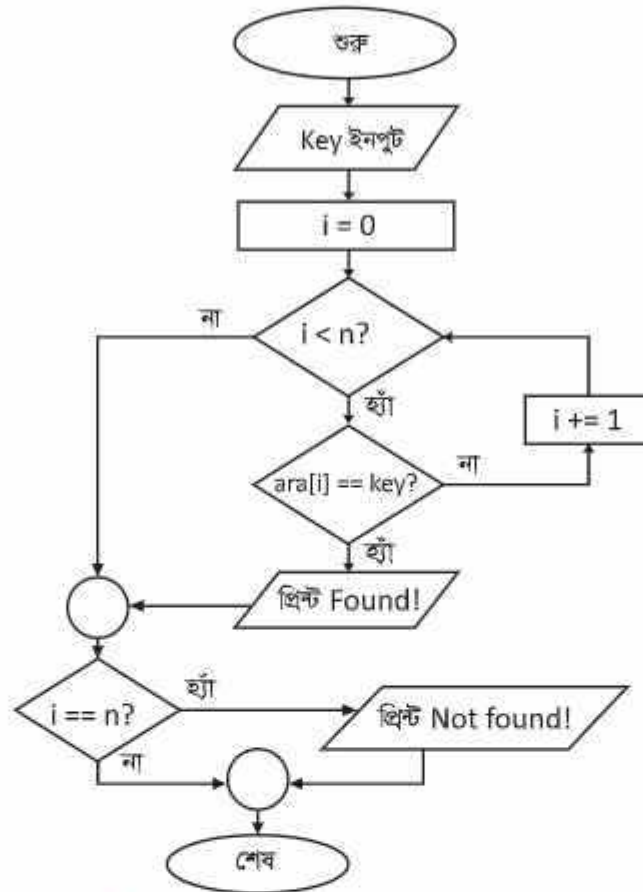 শুরু
Key ইনপুট
i = 0
i < n?
না
হ্যাঁ
i += 1
ara[i] == key?
না
হ্যাঁ
প্রিন্ট Found!
i == n?
হ্যাঁ
প্রিন্ট Not found!
না
শেষ